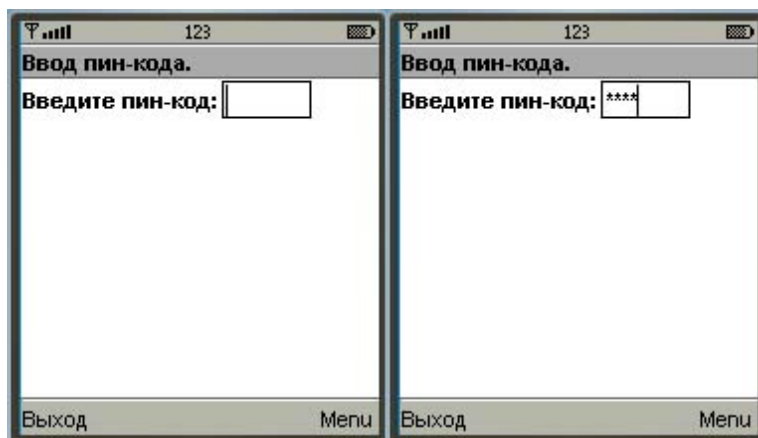 123
Ввод пин-кода.
Введите пин-код:
Выход Menu
123
Ввод пин-кода.
Введите пин-код: ****
Выход Menu